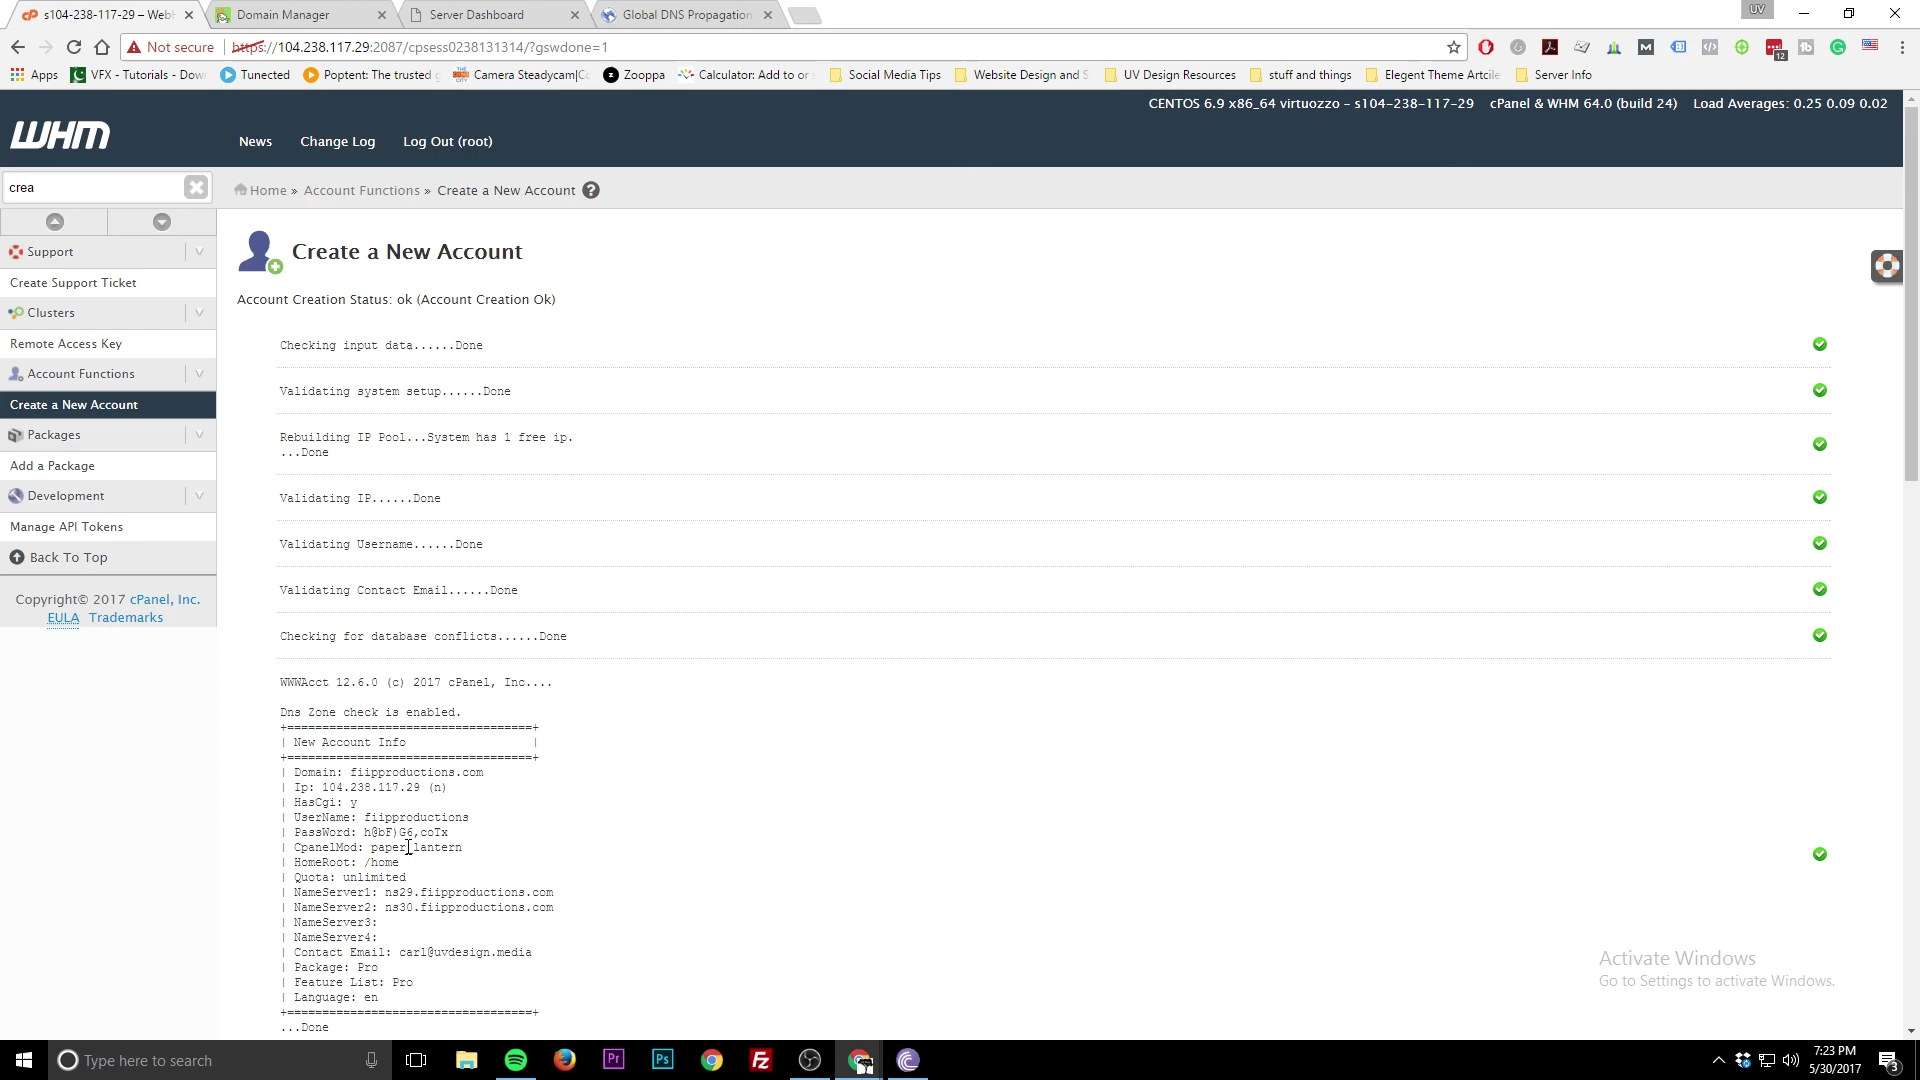 s104-238-117-29 – WebH
Domain Manager
Server Dashboard
Global DNS Propagation
UV
Not secure
https://104.238.117.29:2087/cpsess0238131314/?gswdone=1
12
Apps
VFX - Tutorials - Dow
Tunected
Poptent: The trusted g
Camera Steadycam|Co
Zooppa
Calculator: Add to or s
Social Media Tips
Website Design and S
UV Design Resources
stuff and things
Elegent Theme Artcile
Server Info
CENTOS 6.9 x86_64 virtuozzo – s104-238-117-29 cPanel & WHM 64.0 (build 24) Load Averages: 0.25 0.09 0.02
WHM
News
Change Log
Log Out (root)
crea
Home » Account Functions » Create a New Account
Support
Create Support Ticket
Clusters
Remote Access Key
Account Functions
Create a New Account
Packages
Add a Package
Development
Manage API Tokens
Back To Top
Copyright© 2017 cPanel, Inc.
EULA Trademarks
Create a New Account
Account Creation Status: ok (Account Creation Ok)
Checking input data......Done
Validating system setup......Done
Rebuilding IP Pool...System has 1 free ip.
...Done
Validating IP......Done
Validating Username......Done
Validating Contact Email......Done
Checking for database conflicts......Done
WWWAcct 12.6.0 (c) 2017 cPanel, Inc....
Dns Zone check is enabled.
+===================================+
| New Account Info                  |
+===================================+
| Domain: fiipproductions.com
| Ip: 104.238.117.29 (n)
| HasCgi: y
| UserName: fiipproductions
| PassWord: h@bF)G6,coTx
| CpanelMod: paper_lantern
| HomeRoot: /home
| Quota: unlimited
| NameServer1: ns29.fiipproductions.com
| NameServer2: ns30.fiipproductions.com
| NameServer3:
| NameServer4:
| Contact Email: carl@uvdesign.media
| Package: Pro
| Feature List: Pro
| Language: en
+===================================+
...Done
Activate Windows
Go to Settings to activate Windows.
Type here to search
Pr
Ps
Fz
7:23 PM
5/30/2017
3